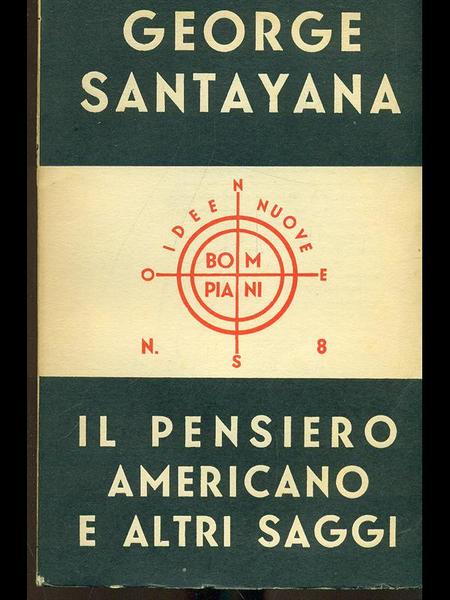 GEORGE
SANTAYANA
N
IDEE NUOVE
O
BOM
PIANI
E
N. 8
S
IL PENSIERO
AMERICANO
E ALTRI SAGGI